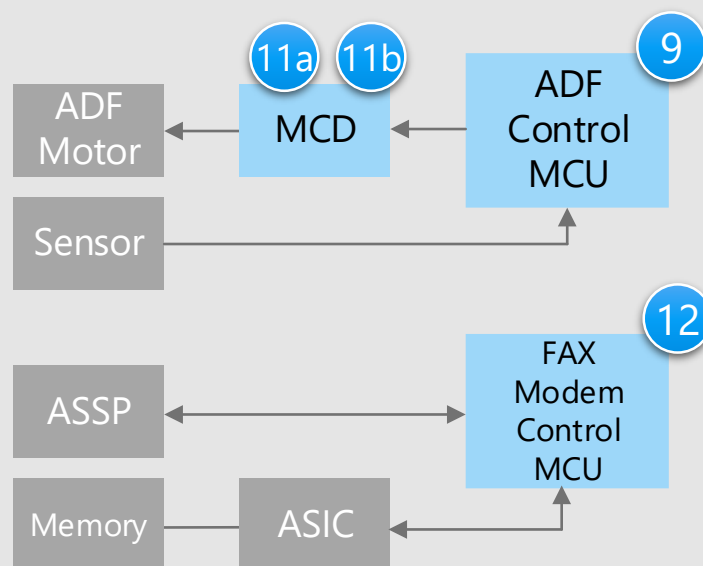 11a
11b
9
ADF
Motor
MCD
ADF
Control
MCU
Sensor
12
ASSP
FAX
Modem
Control
MCU
Memory
ASIC